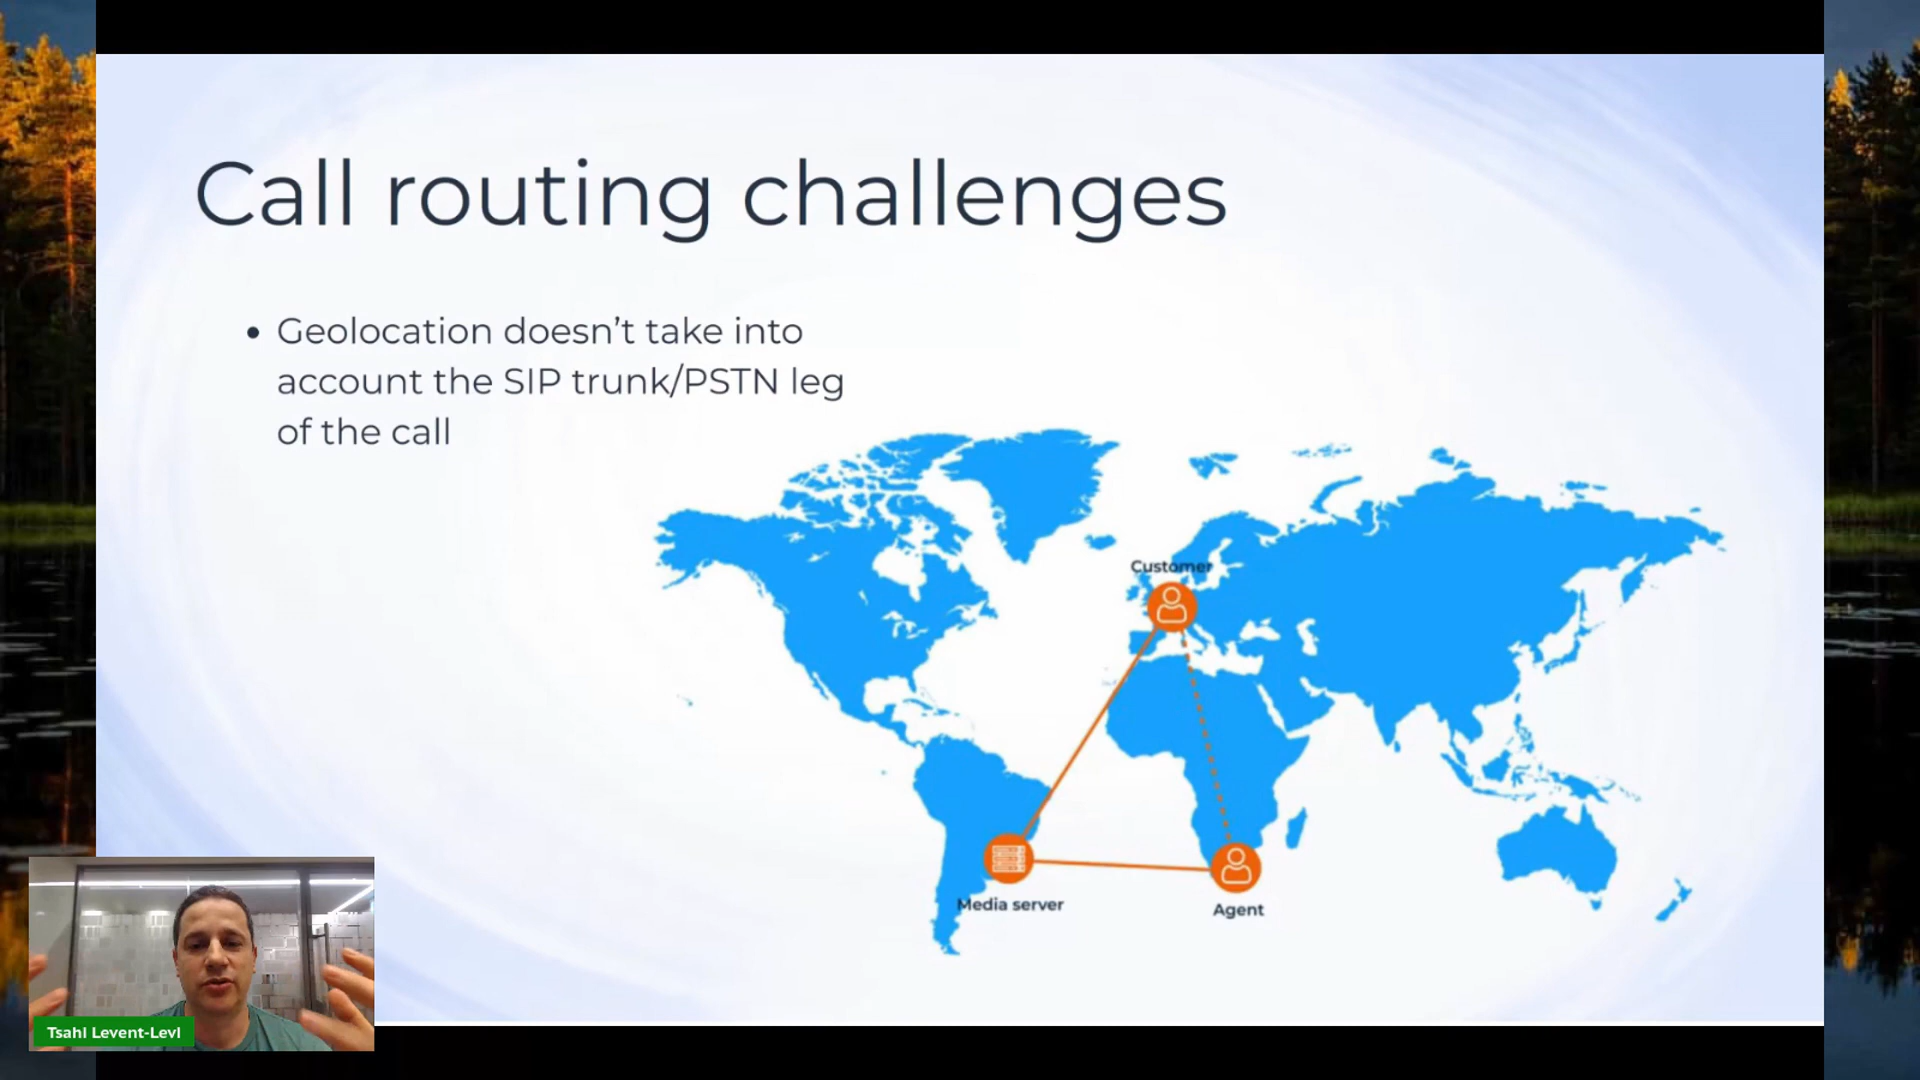 Call routing challenges
• Geolocation doesn’t take into
account the SIP trunk/PSTN leg
of the call
Customer
Media server
Agent
Tsahi Levent-Levi